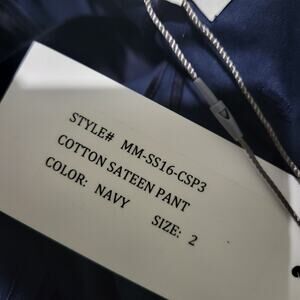 STYLE# MM-SS16-CSP3
COTTON SATEEN PANT
COLOR: NAVY
SIZE: 2